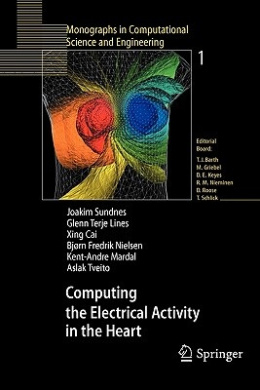 Monographs in Computational
Science and Engineering
1
Editorial
Board:
T. J. Barth
M. Griebel
D. E. Keyes
R. M. Nieminen
D. Roose
T. Schlick
Joakim Sundnes
Glenn Terje Lines
Xing Cai
Bjørn Fredrik Nielsen
Kent-Andre Mardal
Aslak Tveito
Computing
the Electrical Activity
in the Heart
Springer